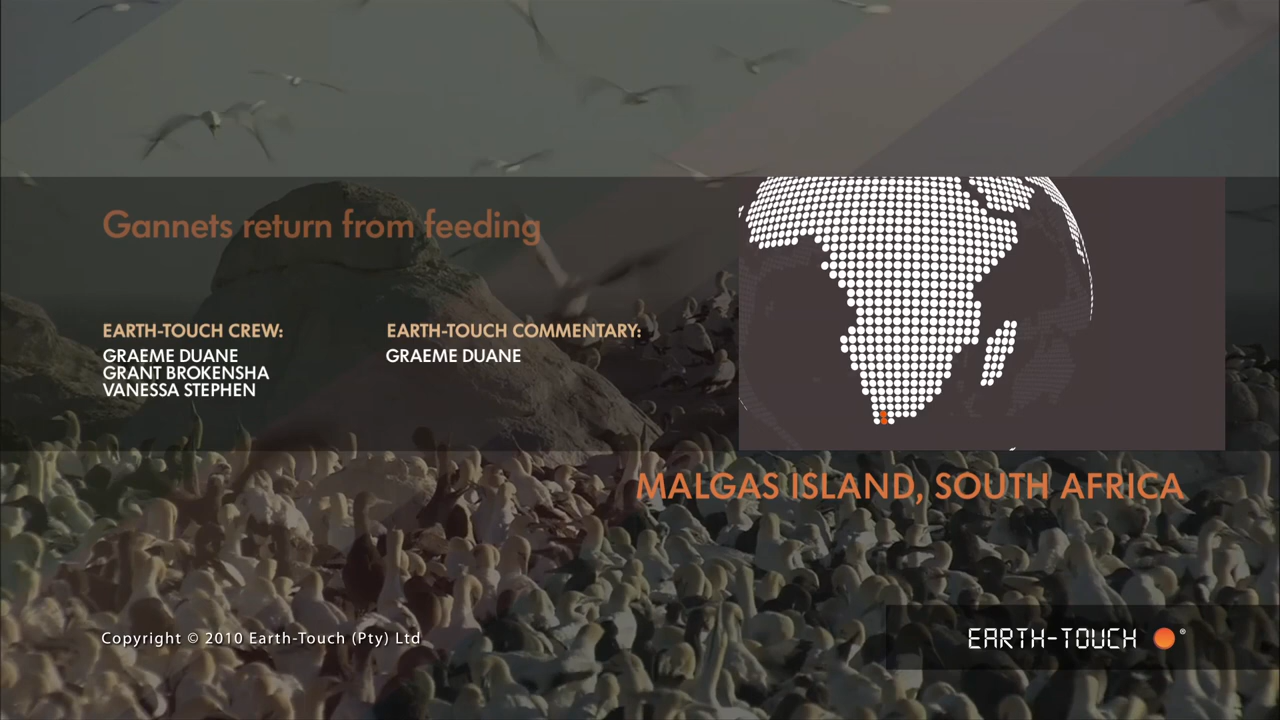 Gannets return from feeding
EARTH-TOUCH CREW:
GRAEME DUANE
GRANT BROKENSHA
VANESSA STEPHEN
EARTH-TOUCH COMMENTARY:
GRAEME DUANE
MALGAS ISLAND, SOUTH AFRICA
Copyright © 2010 Earth-Touch (Pty) Ltd
EARTH-TOUCH ®